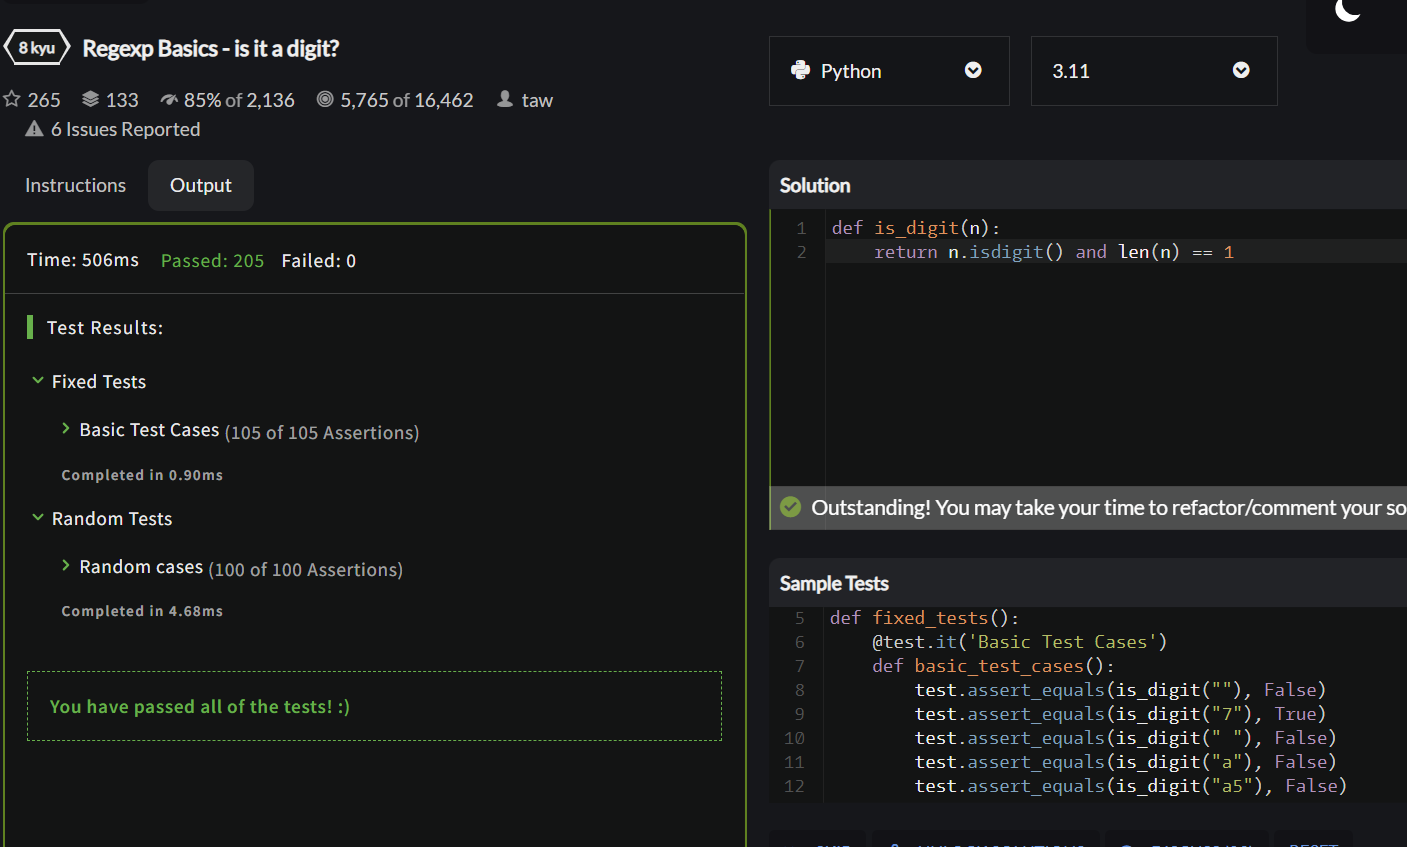 8 kyu Regexp Basics - is it a digit?
265 133 85% of 2,136 5,765 of 16,462 taw
6 Issues Reported
Instructions Output
Time: 506ms Passed: 205 Failed: 0
Test Results:
Fixed Tests
Basic Test Cases (105 of 105 Assertions)
Completed in 0.90ms
Random Tests
Random cases (100 of 100 Assertions)
Completed in 4.68ms
You have passed all of the tests! :)
Python 3.11
Solution
1 def is_digit(n):
2 return n.isdigit() and len(n) == 1
Outstanding! You may take your time to refactor/comment your so
Sample Tests
5 def fixed_tests():
6 @test.it('Basic Test Cases')
7 def basic_test_cases():
8 test.assert_equals(is_digit(""), False)
9 test.assert_equals(is_digit("7"), True)
10 test.assert_equals(is_digit(" "), False)
11 test.assert_equals(is_digit("a"), False)
12 test.assert_equals(is_digit("a5"), False)